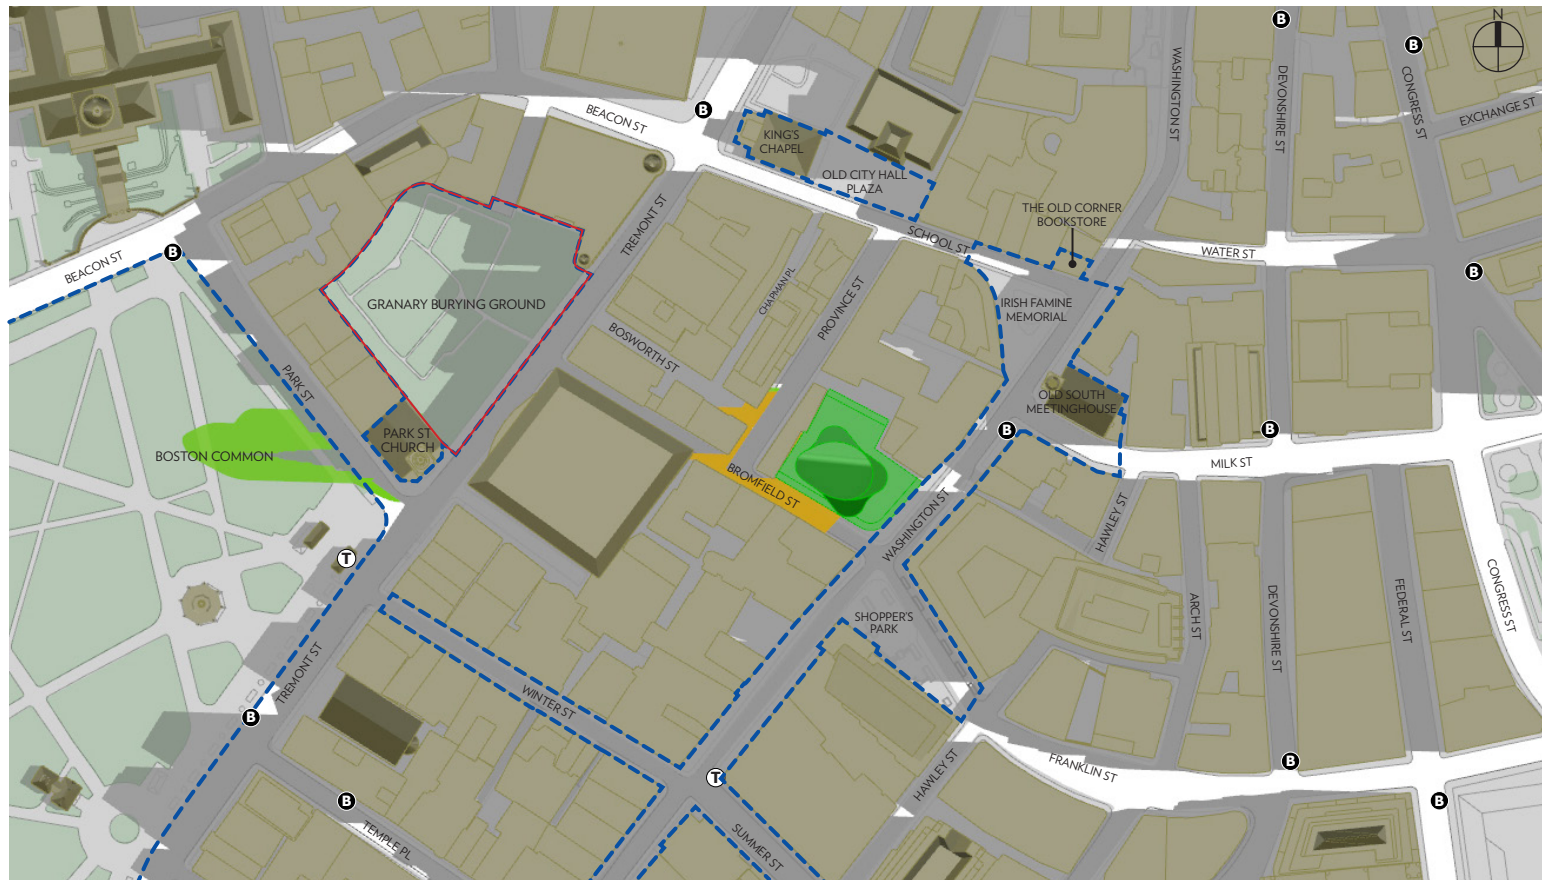 N
B
B
B
WASHINGTON ST
DEVONSHIRE ST
CONGRESS ST
EXCHANGE ST
BEACON ST
KING'S
CHAPEL
OLD CITY HALL
PLAZA
THE OLD CORNER
BOOKSTORE
TREMONT ST
SCHOOL ST
WATER ST
B
B
BEACON ST
CHAPMAN PL
PROVINCE ST
GRANARY BURYING GROUND
IRISH FAMINE
MEMORIAL
BOSWORTH ST
PARK ST
OLD SOUTH
MEETINGHOUSE
PARK ST
CHURCH
B
B
BOSTON COMMON
MILK ST
BROMFIELD ST
WASHINGTON ST
HAWLEY ST
T
CONGRESS ST
SHOPPER'S
PARK
ARCH ST
DEVONSHIRE ST
FEDERAL ST
TREMONT ST
WINTER ST
B
T
HAWLEY ST
FRANKLIN ST
B
B
B
TEMPLE PL
SUMMER ST